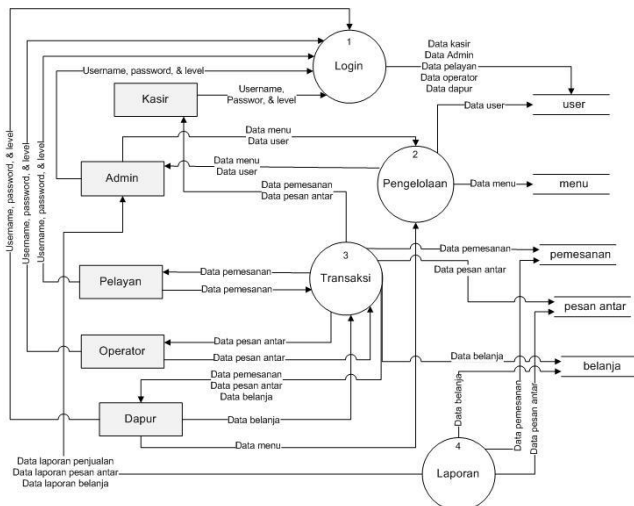 1
Login
Username, password, & level
Kasir
Username,
Passwor, & level
Data kasir
Data Admin
Data pelayan
Data operator
Data dapur
user
Data user
Admin
Data menu
Data user
Data menu
Data user
2
Pengelolaan
Data menu
menu
Data pemesanan
Data pesan antar
Username, password, & level
Username, password, & level
Username, password, & level
3
Transaksi
Data pemesanan
pemesanan
Data pesan antar
Pelayan
Data pemesanan
Data pemesanan
pesan antar
Operator
Data pesan antar
Data pesan antar
Data belanja
belanja
Data pemesanan
Data pesan antar
Data belanja
Dapur
Data belanja
Data menu
Data belanja
Data pemesanan
Data pesan antar
4
Laporan
Data laporan penjualan
Data laporan pesan antar
Data laporan belanja